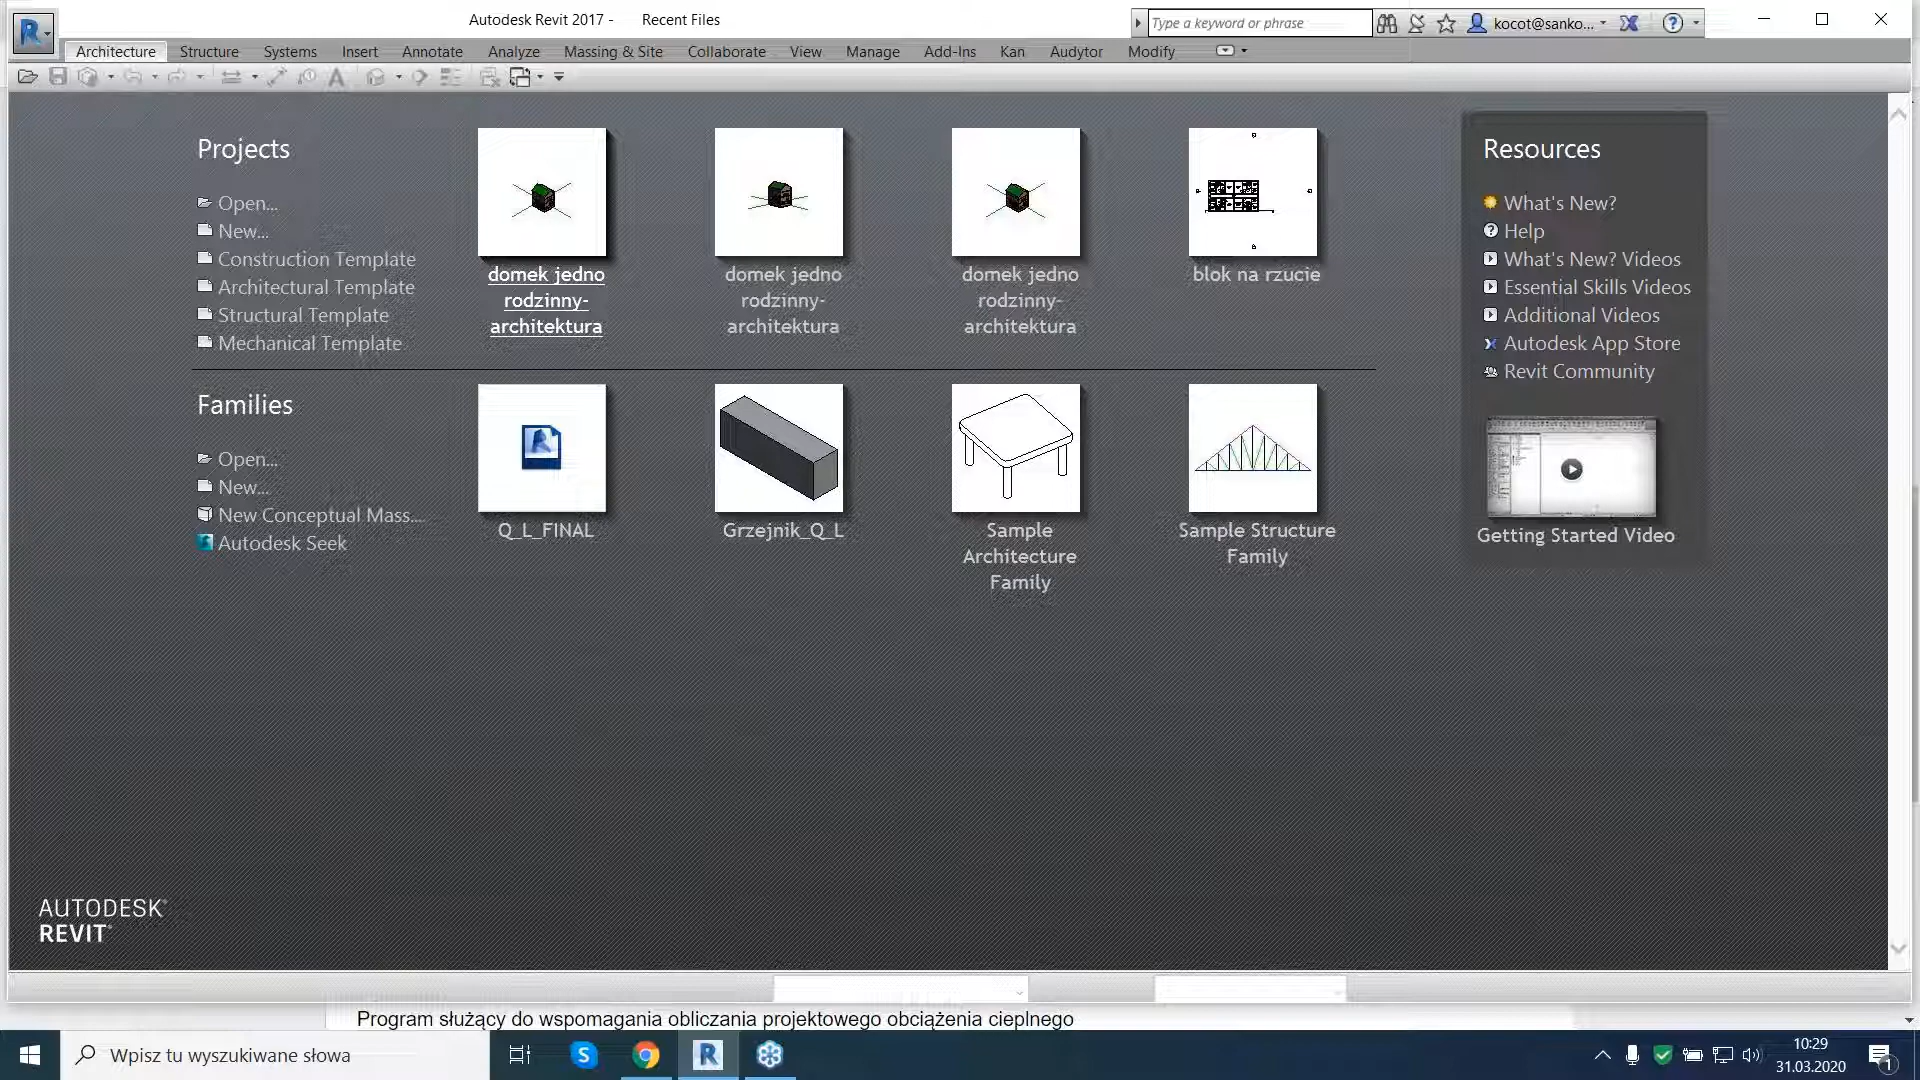 Autodesk Revit 2017 - Recent Files
Type a keyword or phrase
kocot@sanko...
Architecture Structure Systems Insert Annotate Analyze Massing & Site Collaborate View Manage Add-Ins Kan Audytor Modify
Projects
Open...
New...
Construction Template
Architectural Template
Structural Template
Mechanical Template
domek jedno
rodzinny-
architektura
domek jedno
rodzinny-
architektura
domek jedno
rodzinny-
architektura
blok na rzucie
Families
Open...
New...
New Conceptual Mass....
Autodesk Seek
Q_L_FINAL
Grzejnik_Q_L
Sample
Architecture
Family
Sample Structure
Family
Resources
What's New?
Help
What's New? Videos
Essential Skills Videos
Additional Videos
Autodesk App Store
Revit Community
Getting Started Video
AUTODESK®
REVIT®
Program służący do wspomagania obliczania projektowego obciążenia cieplnego
Wpisz tu wyszukiwane słowa
10:29
31.03.2020
1